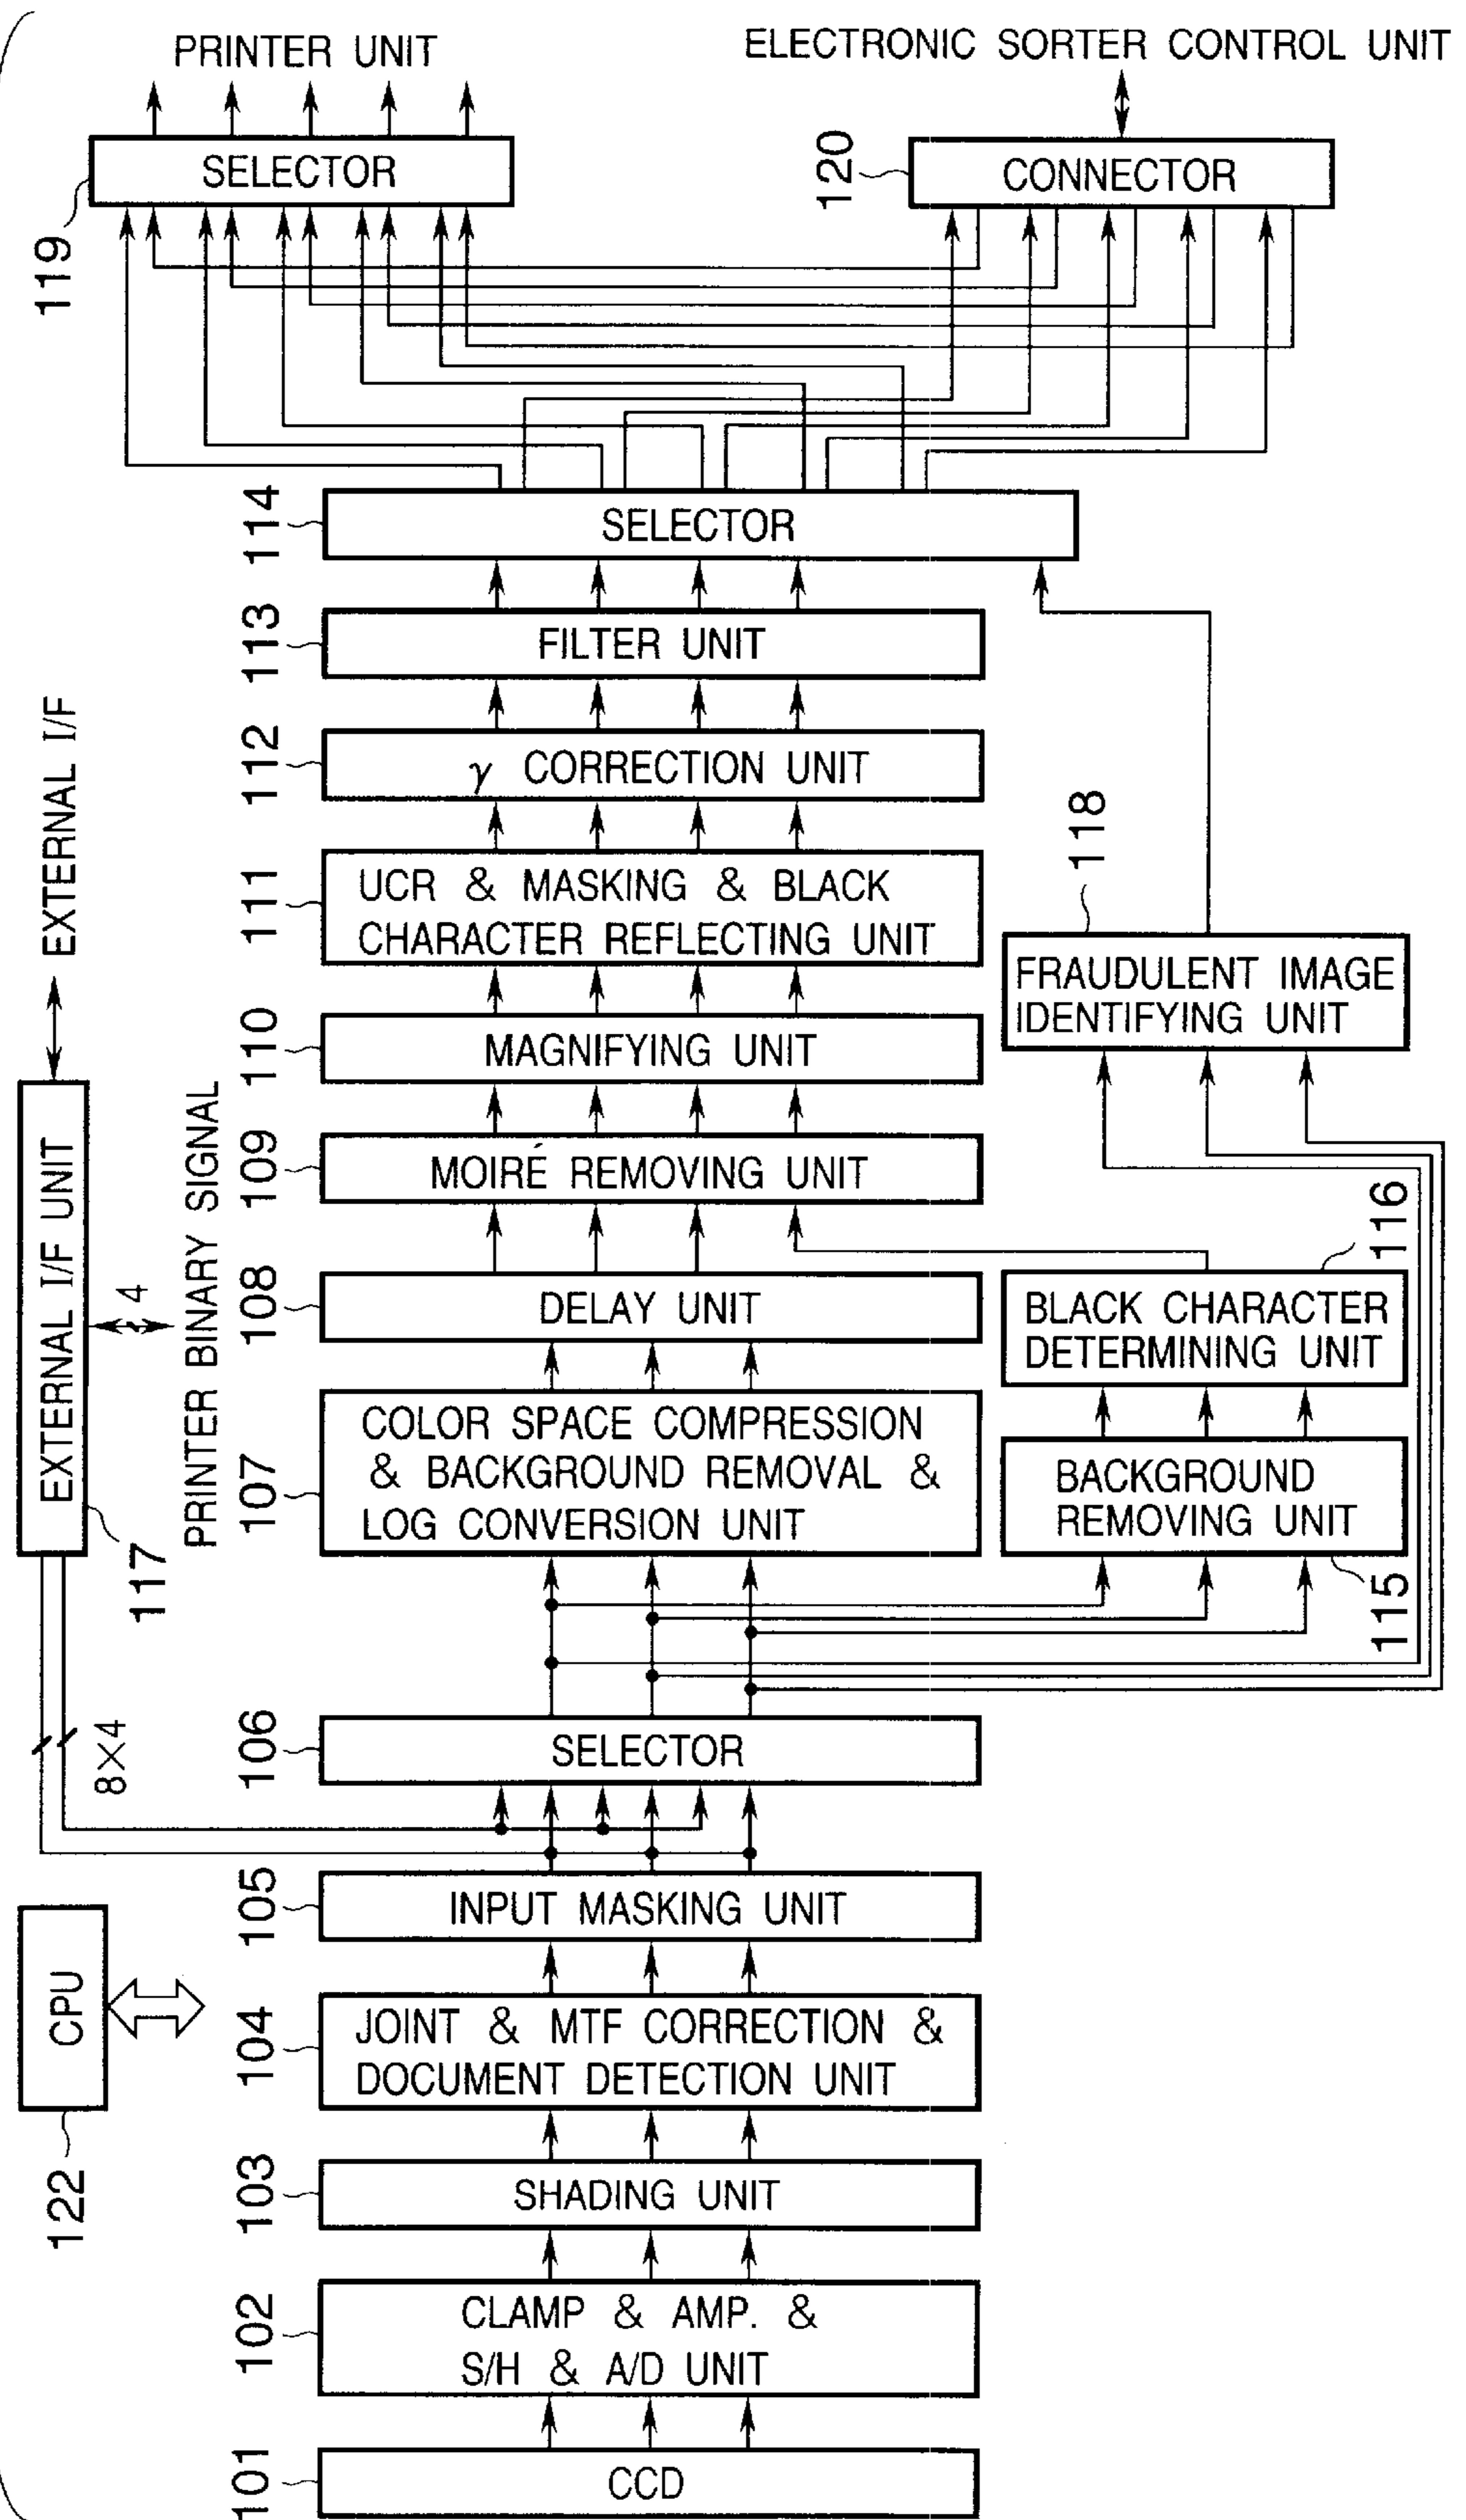 PRINTER UNIT
ELECTRONIC SORTER CONTROL UNIT
119
SELECTOR
120
CONNECTOR
114
SELECTOR
113
FILTER UNIT
112
γ CORRECTION UNIT
111
UCR & MASKING & BLACK
CHARACTER REFLECTING UNIT
118
FRAUDULENT IMAGE
IDENTIFYING UNIT
110
MAGNIFYING UNIT
109
MOIRÉ REMOVING UNIT
EXTERNAL I/F
EXTERNAL I/F UNIT
117
4
PRINTER BINARY SIGNAL
108
DELAY UNIT
116
BLACK CHARACTER
DETERMINING UNIT
107
COLOR SPACE COMPRESSION
& BACKGROUND REMOVAL &
LOG CONVERSION UNIT
BACKGROUND
REMOVING UNIT
115
8×4
106
SELECTOR
105
INPUT MASKING UNIT
CPU
122
104
JOINT & MTF CORRECTION &
DOCUMENT DETECTION UNIT
103
SHADING UNIT
102
CLAMP & AMP. &
S/H & A/D UNIT
101
CCD